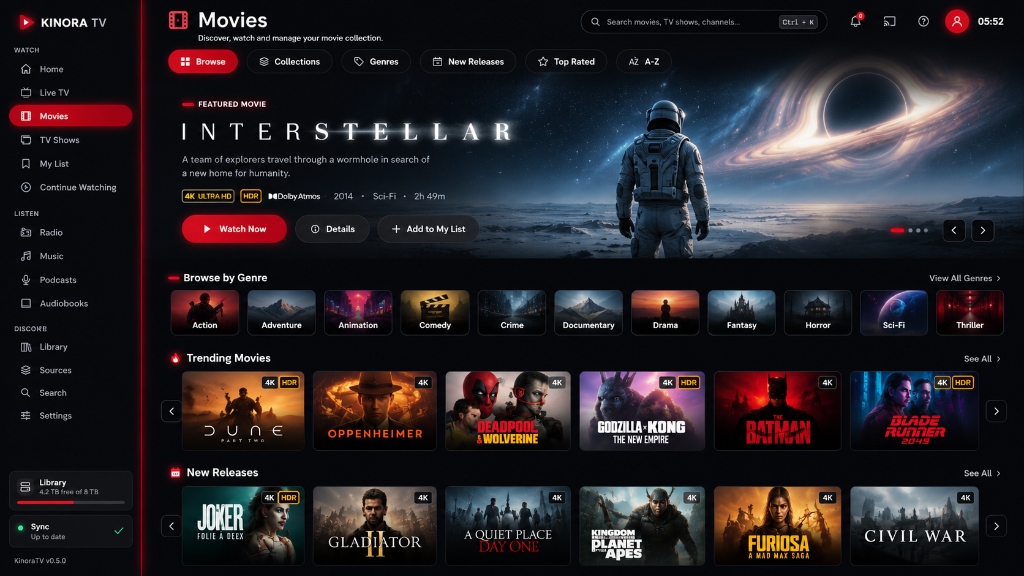 KINORA TV
WATCH
Home
Live TV
Movies
TV Shows
My List
Continue Watching
LISTEN
Radio
Music
Podcasts
Audiobooks
Library
Sources
Search
Settings
Library
4.2 TB free of 8 TB
Sync
Up to date
KinoraTV v0.5.0
Movies
Discover, watch and manage your movie collection.
Search movies, TV shows, channels...
Ctrl + K
05:52
Browse
Collections
Genres
New Releases
Top Rated
A-Z
FEATURED MOVIE
INTERSTELLAR
A team of explorers travel through a wormhole in search of
a new home for humanity.
4K ULTRA HD HDR Dolby Atmos 2014 • Sci-Fi • 2h 49m
Watch Now
Details
Add to My List
Browse by Genre
View All Genres
Action
Adventure
Animation
Comedy
Crime
Documentary
Drama
Fantasy
Horror
Sci-Fi
Thriller
Trending Movies
See All
4K HDR
DUNE
PART TWO
4K
OPPENHEIMER
4K
DEADPOOL
& WOLVERINE
4K HDR
GODZILLA × KONG
THE NEW EMPIRE
4K
THE
BATMAN
4K HDR
BLADE
RUNNER
2049
New Releases
See All
4K HDR
JOKER
FOLIE A DEEX
4K
GLADIATOR
II
4K
A QUIET PLACE
DAY ONE
4K
KINGDOM
PLANET
OF THE
APES
4K
FURIOSA
A MAD MAX SAGA
4K
CIVIL WAR